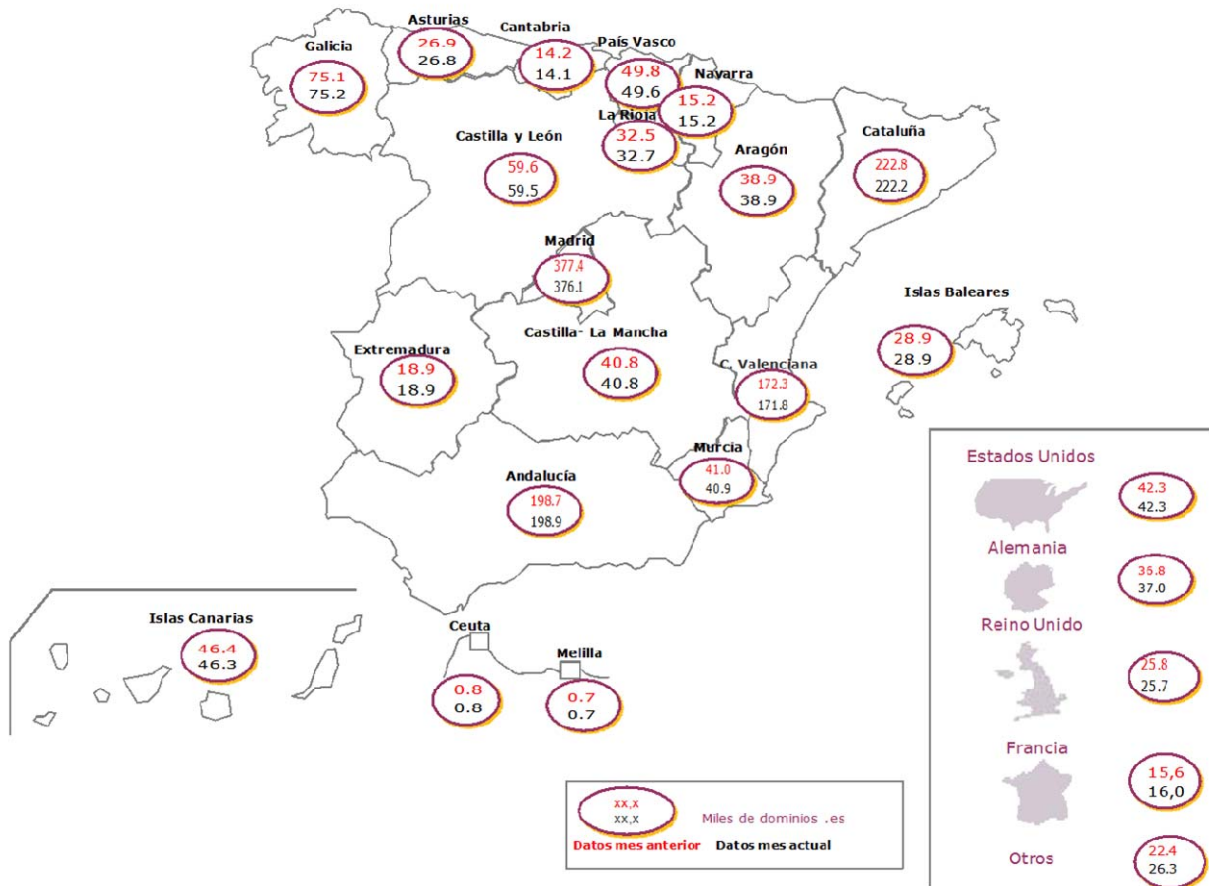 Asturias
26.9
26.8
Cantabria
14.2
14.1
Galicia
75.1
75.2
País Vasco
49.8
49.6
Navarra
15.2
15.2
La Rioja
32.5
32.7
Castilla y León
59.6
59.5
Aragón
38.9
38.9
Cataluña
222.8
222.2
Madrid
377.4
376.1
Islas Baleares
28.9
28.9
Castilla- La Mancha
40.8
40.8
Extremadura
18.9
18.9
C. Valenciana
172.3
171.8
Murcia
41.0
40.9
Andalucía
198.7
198.9
Islas Canarias
46.4
46.3
Ceuta
0.8
0.8
Melilla
0.7
0.7
Estados Unidos
42.3
42.3
Alemania
36.8
37.0
Reino Unido
25.8
25.7
Francia
15,6
16,0
Otros
22.4
26.3
xx,x
xx,x
Miles de dominios .es
Datos mes anterior Datos mes actual